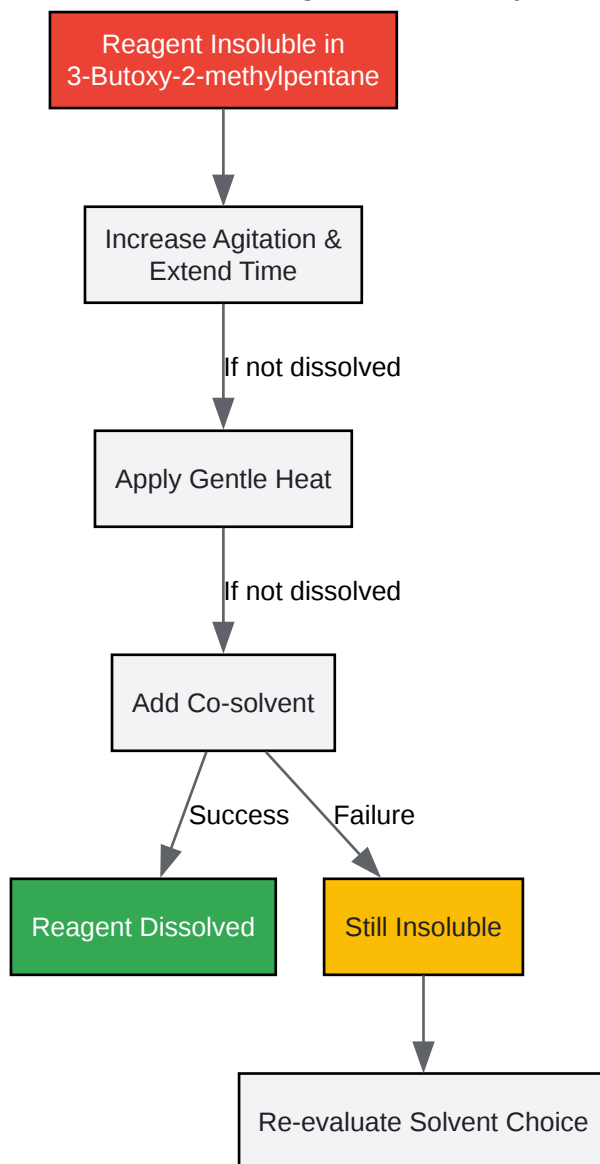 Reagent Insoluble in
3-Butoxy-2-methylpentane
Increase Agitation &
Extend Time
If not dissolved
Apply Gentle Heat
If not dissolved
Add Co-solvent
Success
Failure
Reagent Dissolved
Still Insoluble
Re-evaluate Solvent Choice